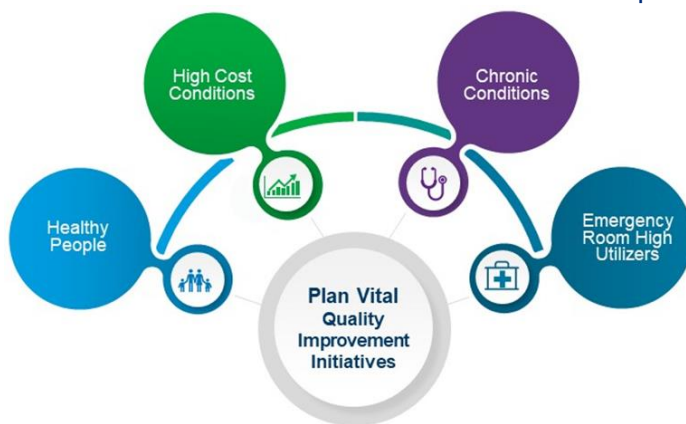 High Cost
Conditions
Chronic
Conditions
Healthy
People
Emergency
Room High
Utilizers
Plan Vital
Quality
Improvement
Initiatives